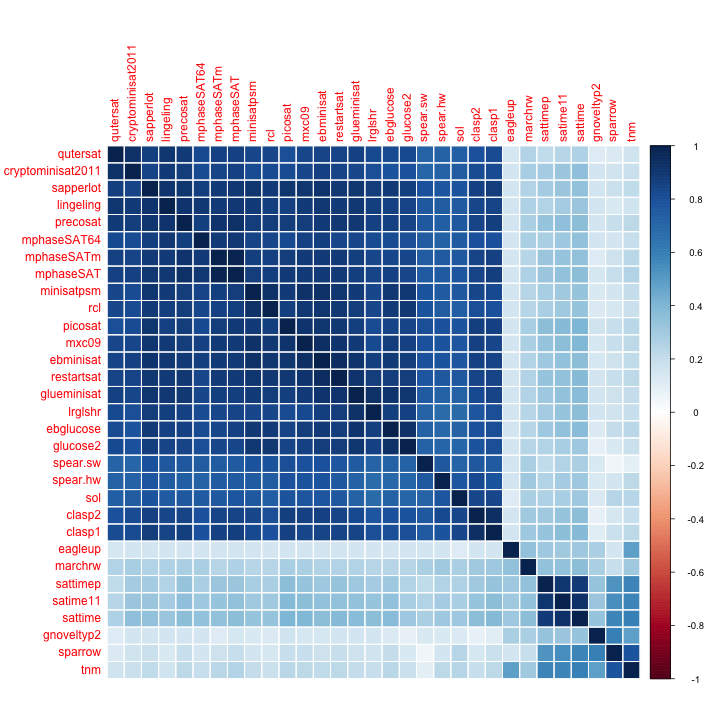 qutersat
cryptominisat2011
sapperlot
lingeling
precosat
mphaseSAT64
mphaseSATm
mphaseSAT
minisatpsm
rcl
picosat
mxc09
ebminisat
restartsat
glueminisat
lrglshr
ebglucose
glucose2
spear.sw
spear.hw
sol
clasp2
clasp1
eagleup
marchrw
sattimep
satime11
sattime
gnoveltyp2
sparrow
tnm
qutersat
cryptominisat2011
sapperlot
lingeling
precosat
mphaseSAT64
mphaseSATm
mphaseSAT
minisatpsm
rcl
picosat
mxc09
ebminisat
restartsat
glueminisat
lrglshr
ebglucose
glucose2
spear.sw
spear.hw
sol
clasp2
clasp1
eagleup
marchrw
sattimep
satime11
sattime
gnoveltyp2
sparrow
tnm
1
0.8
0.6
0.4
0.2
0
-0.2
-0.4
-0.6
-0.8
-1